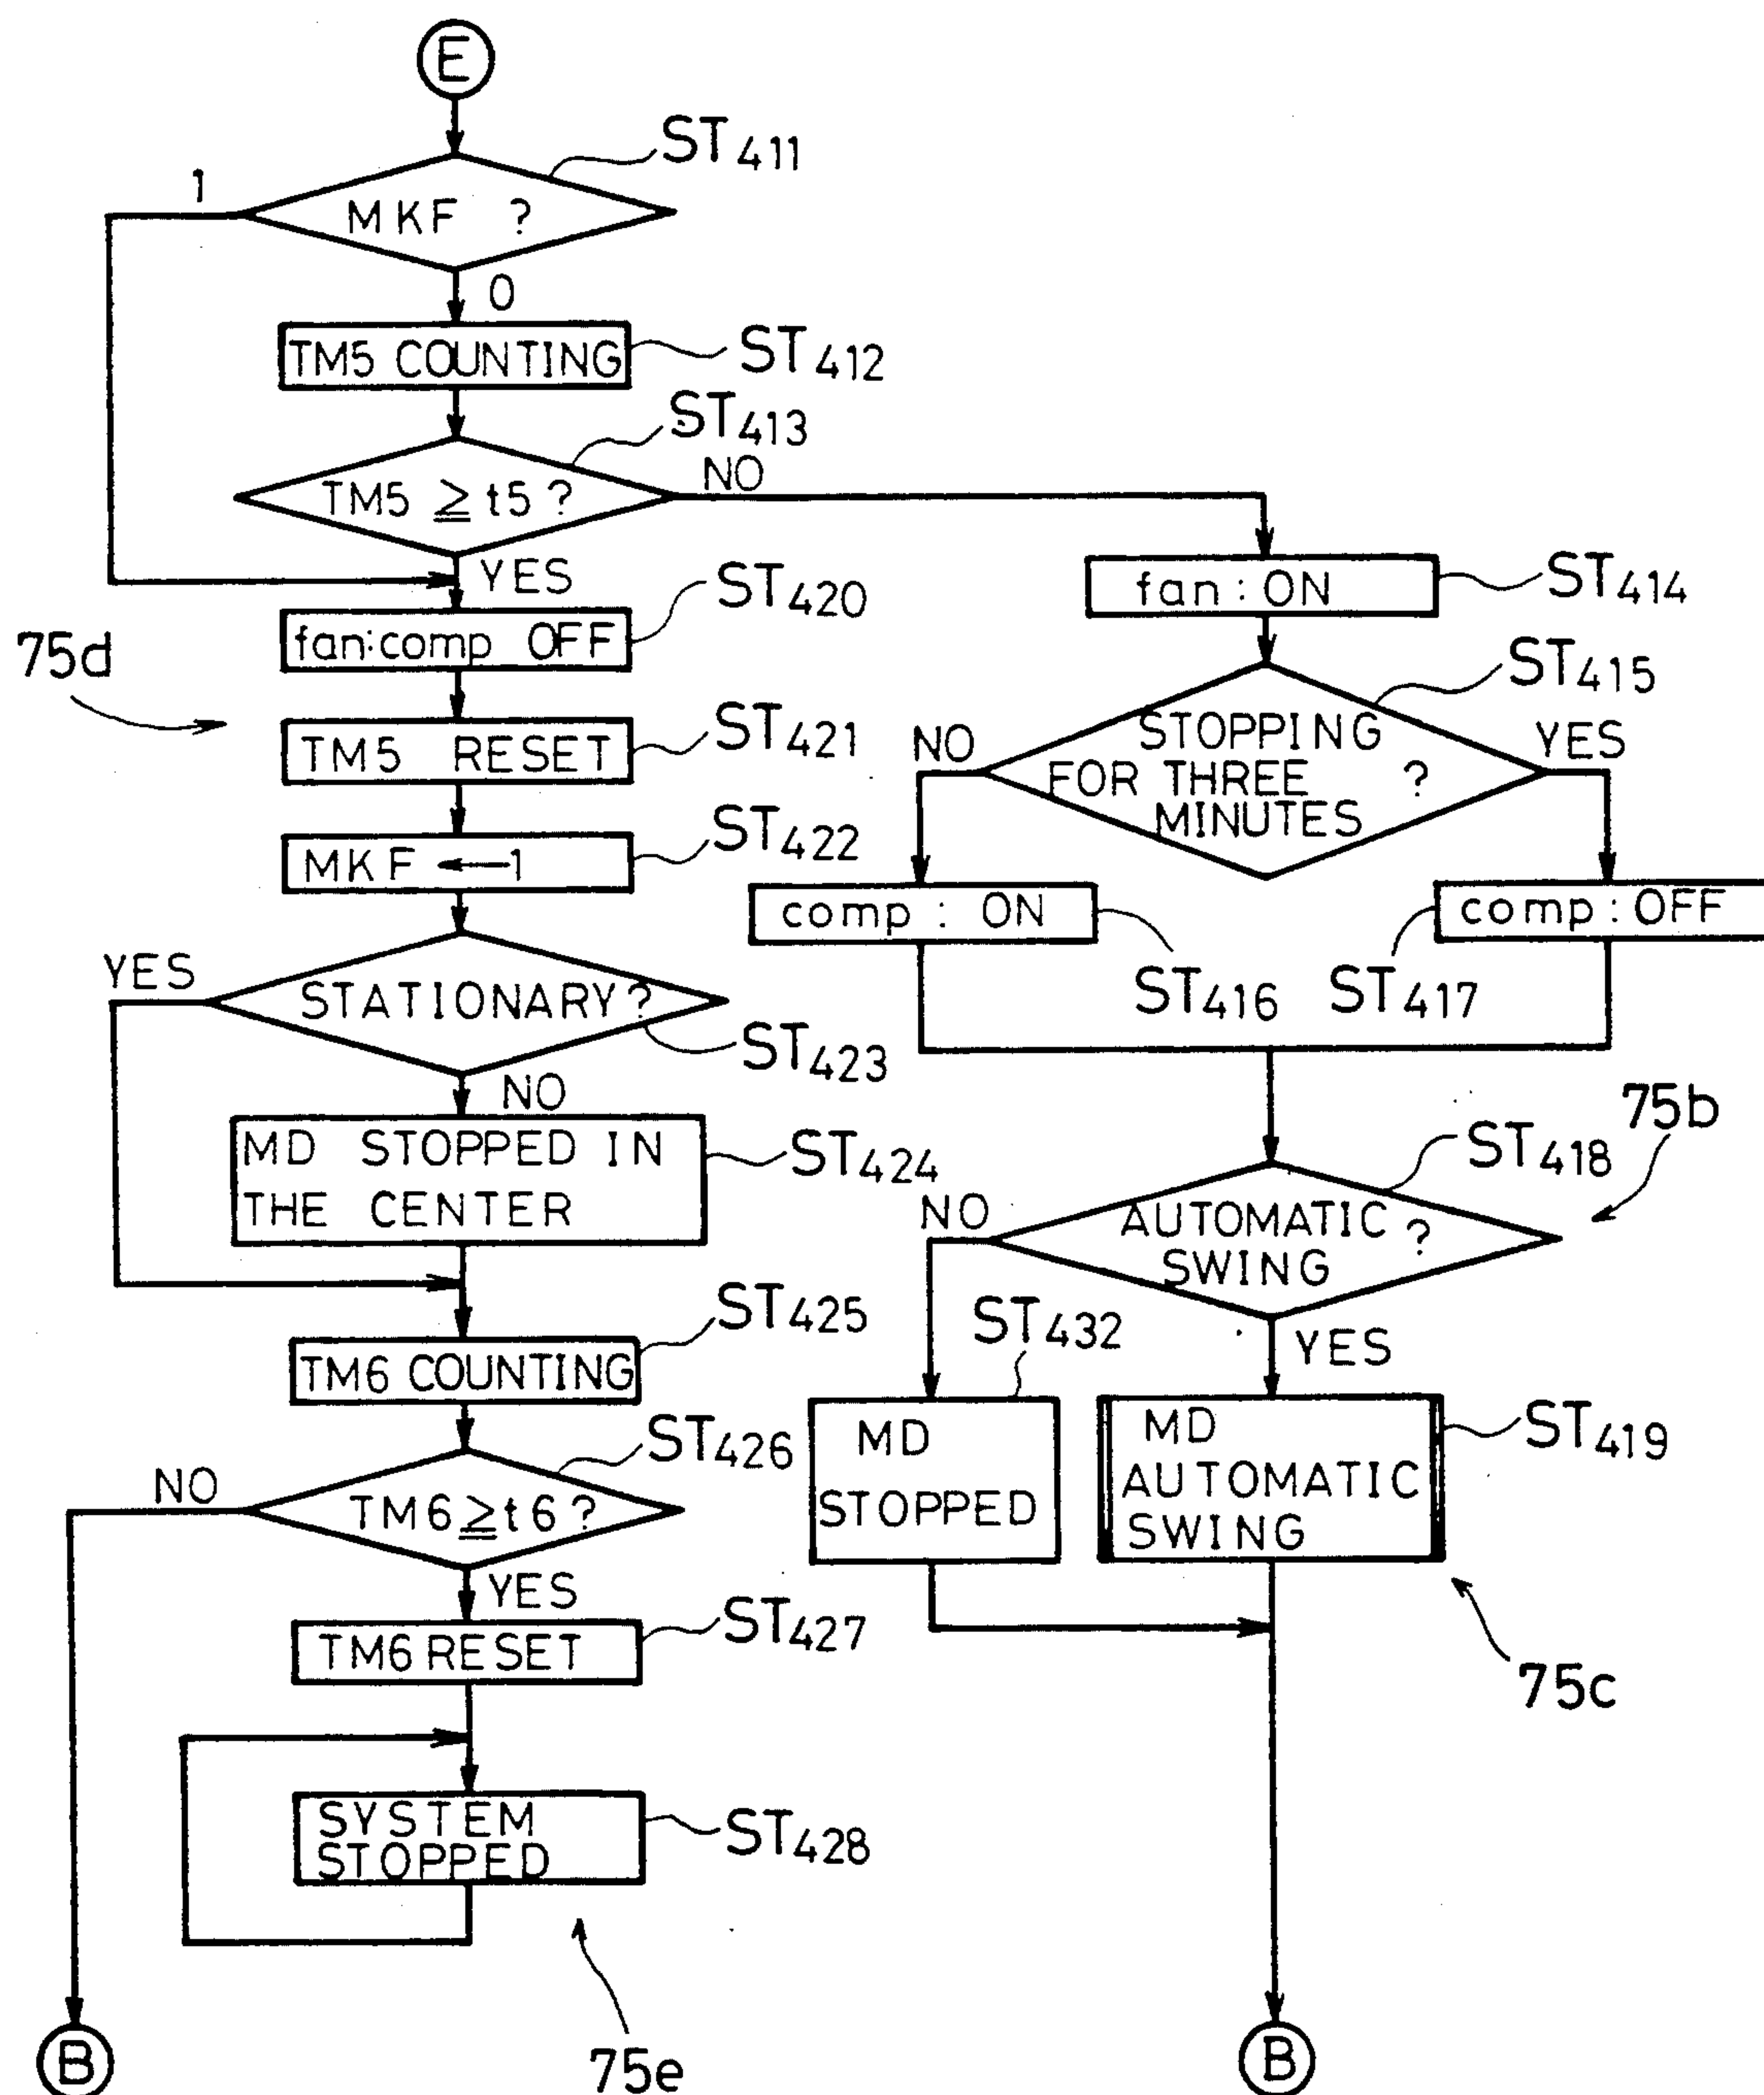 E
ST411
1
MKF ?
0
TM5 COUNTING
ST412
ST413
TM5 ≧ t5 ?
NO
YES
fan:comp OFF
ST420
75d
TM5 RESET
ST421
MKF ←1
ST422
YES
STATIONARY?
ST423
NO
MD STOPPED IN
THE CENTER
ST424
TM6 COUNTING
ST425
ST426
NO
TM6≧t6?
YES
TM6 RESET
ST427
SYSTEM
STOPPED
ST428
75e
B
fan: ON
ST414
ST415
NO
STOPPING
FOR THREE ?
MINUTES
YES
comp : ON
comp: OFF
ST416
ST417
75b
ST418
NO
AUTOMATIC ?
SWING
YES
ST432
MD
STOPPED
MD
AUTOMATIC
SWING
ST419
75c
B